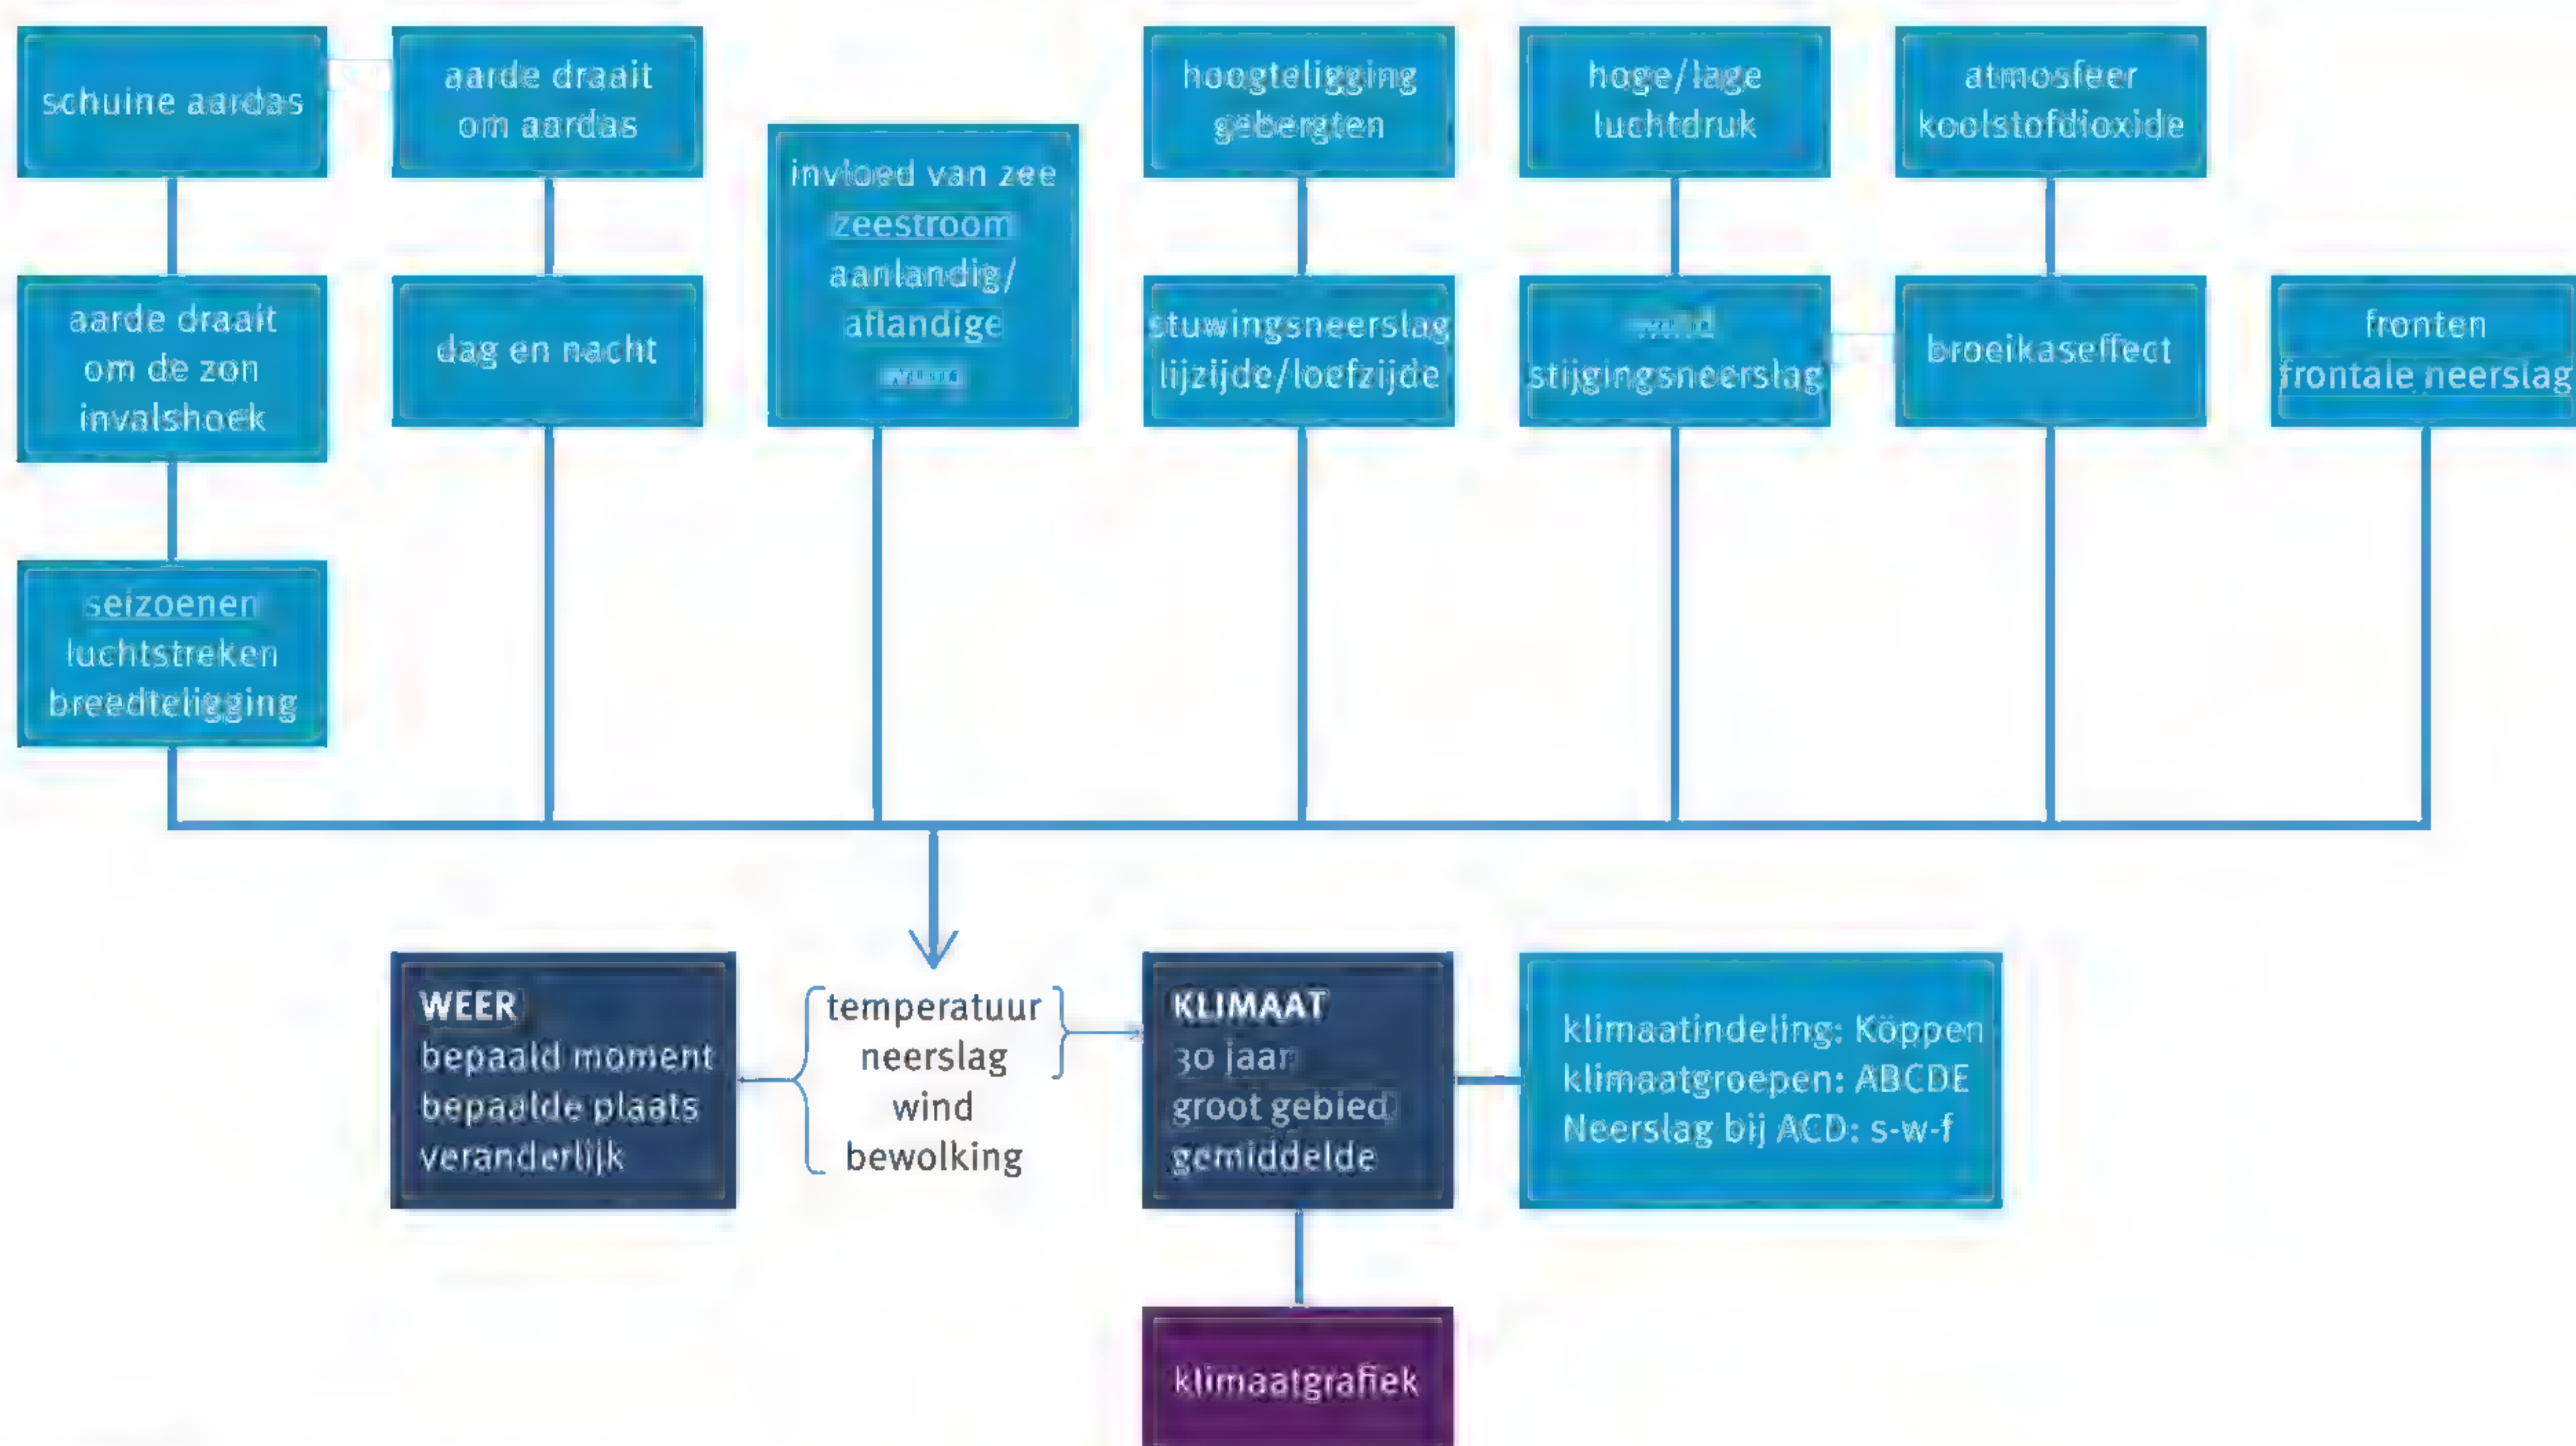 schuine aardas
aarde draait
om aardas
invloed van zee
zeestroom
aanlandig/
aflandige
hoogteligging
gebergten
hoge/lage
luchtdruk
atmosfeer
koolstofdioxide
aarde draait
om de zon
invalshoek
dag en nacht
stuwingsneerslag
lijzijde/loefzijde
stijgingsneerslag
broeikaseffect
fronten
frontale neerslag
seizoenen
luchtstreken
breedteligging
WEER
bepaald moment
bepaalde plaats
veranderlijk
temperatuur
neerslag
wind
bewolking
KLIMAAT
30 jaar
groot gebied
gemiddelde
klimaatindeling: Köppen
klimaatgroepen: ABCDE
Neerslag bij ACD: s-w-f
klimaatgrafiek